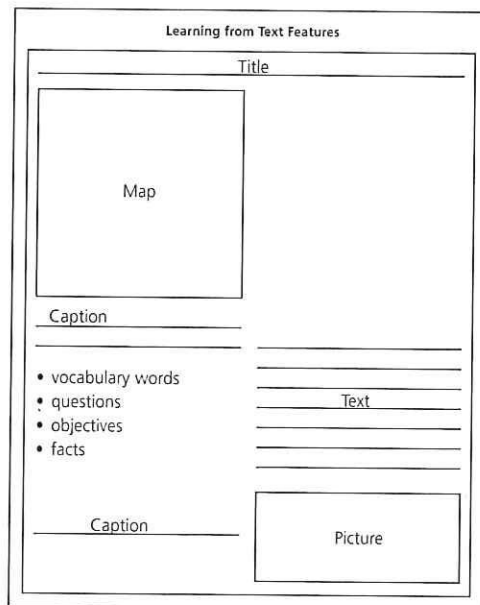 Learning from Text Features
Title
Map
Caption
• vocabulary words
• questions
• objectives
• facts
Text
Caption
Picture